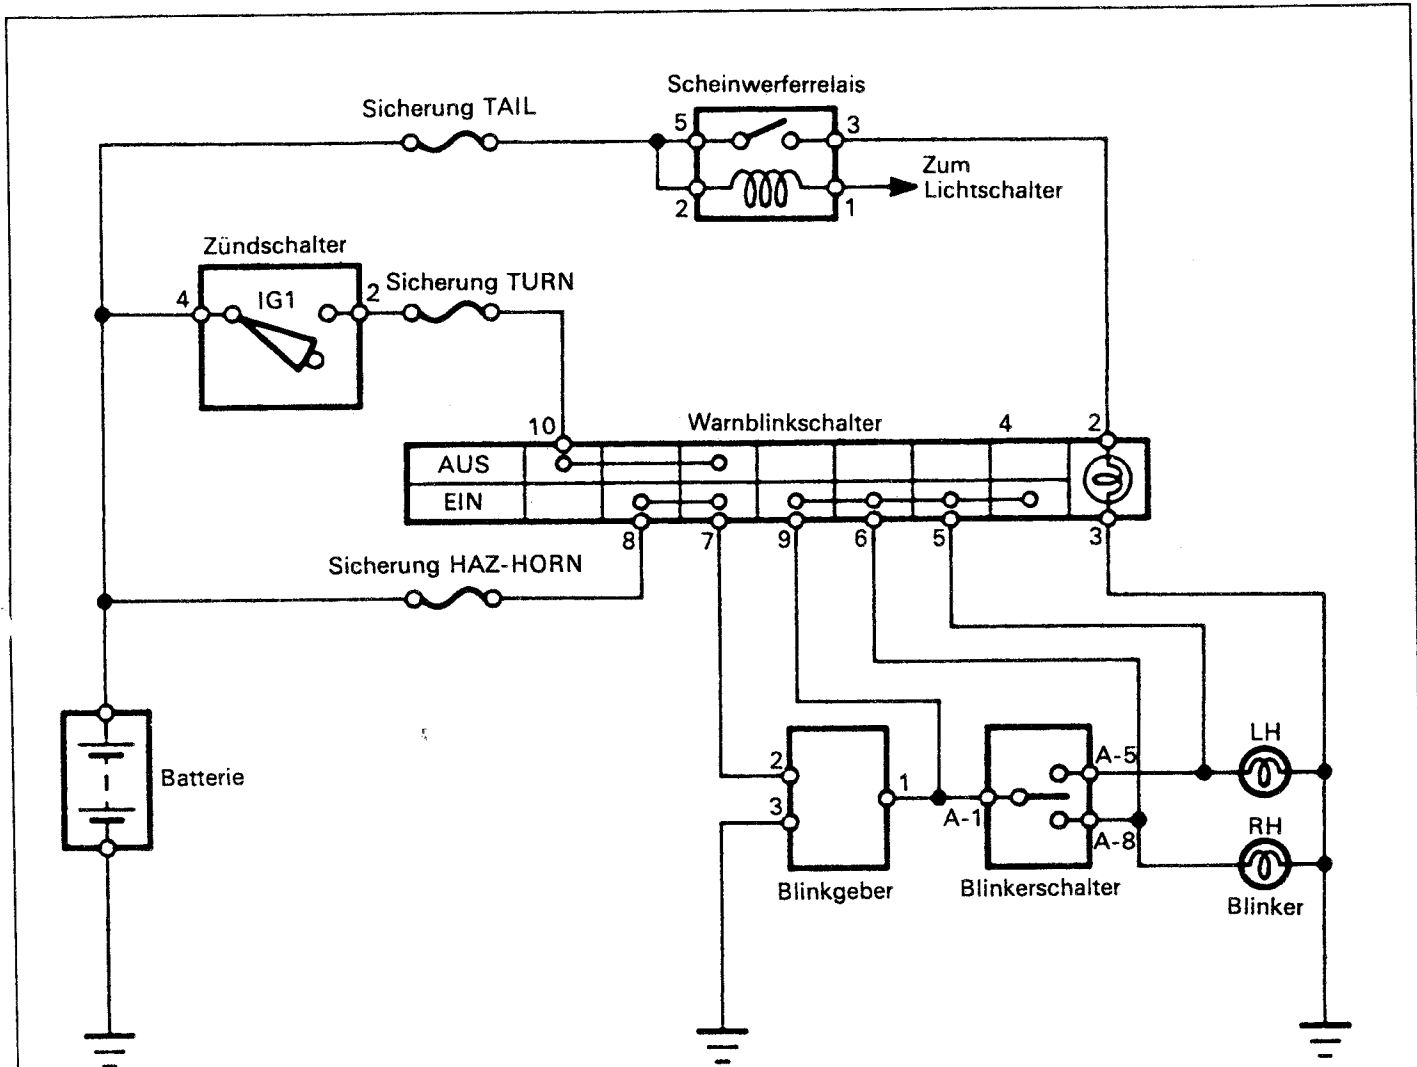 Scheinwerferrelais
Sicherung TAIL
5
3
Zum
Lichtschalter
2
1
Zündschalter
4
IG1
2
Sicherung TURN
10
Warnblinkschalter
4
2
AUS
EIN
8
7
9
6
5
3
Sicherung HAZ-HORN
Batterie
2
3
1
A-1
A-5
A-8
LH
RH
Blinkgeber
Blinkerschalter
Blinker